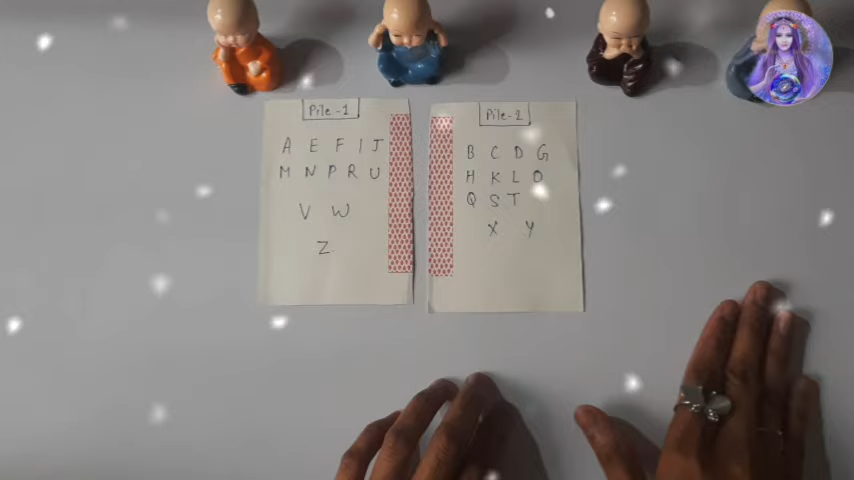 Pile-1
A E F I J
M N P R U
V W
Z
Pile-2
B C D G
H K L O
Q S T
X Y